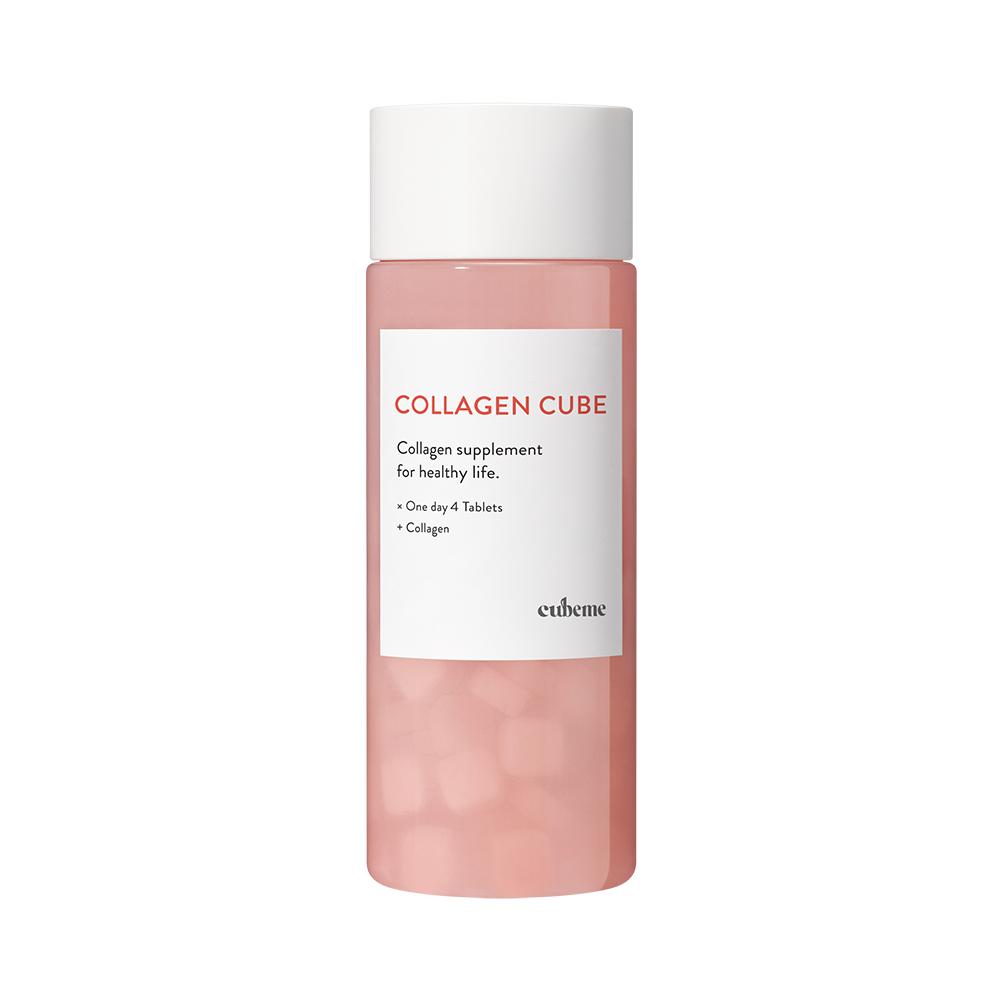 COLLAGEN CUBE
Collagen supplement
for healthy life.
× One day 4 Tablets
+ Collagen
cubeme